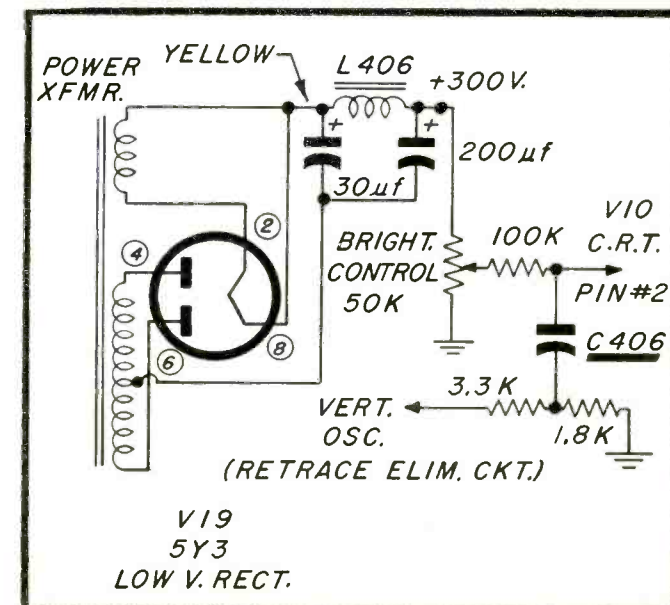 POWER
XFMR.
YELLOW
L406
+300V.
+
+
30µf
200µf
②
④
⑥
⑧
BRIGHT.
CONTROL
50K
100K
V10
C.R.T.
PIN#2
C406
3.3K
1.8K
VERT.
OSC.
(RETRACE ELIM. CKT.)
V19
5Y3
LOW V. RECT.